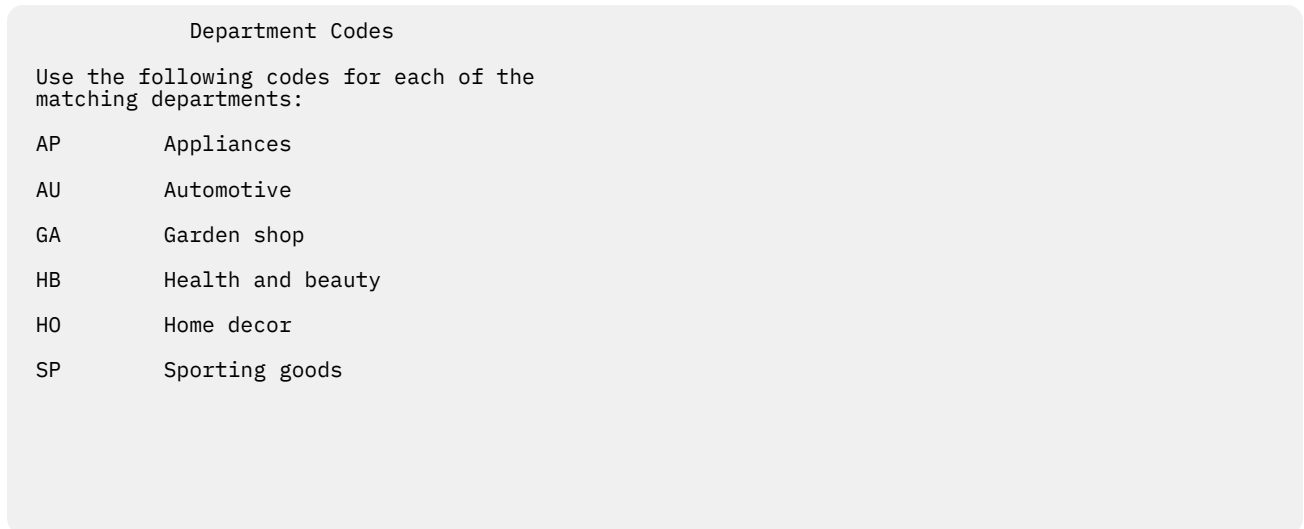 Department Codes
Use the following codes for each of the
matching departments:
AP Appliances
AU Automotive
GA Garden shop
HB Health and beauty
HO Home decor
SP Sporting goods